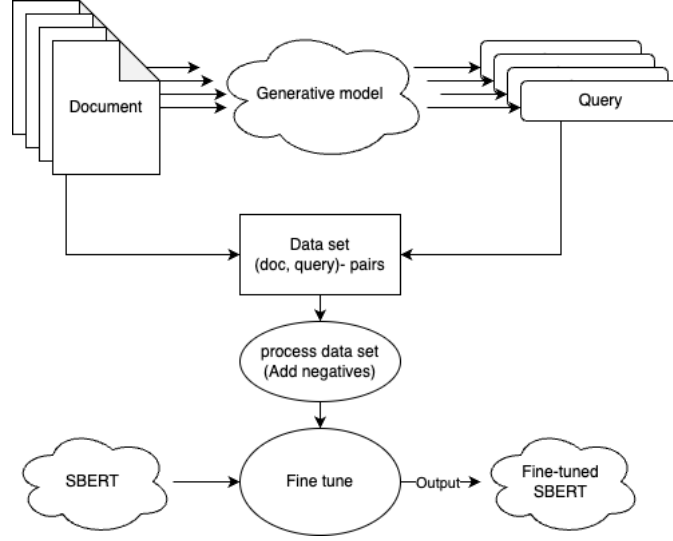 Document
Generative model
Query
Data set
(doc, query)- pairs
process data set
(Add negatives)
SBERT
Fine tune
Output
Fine-tuned
SBERT